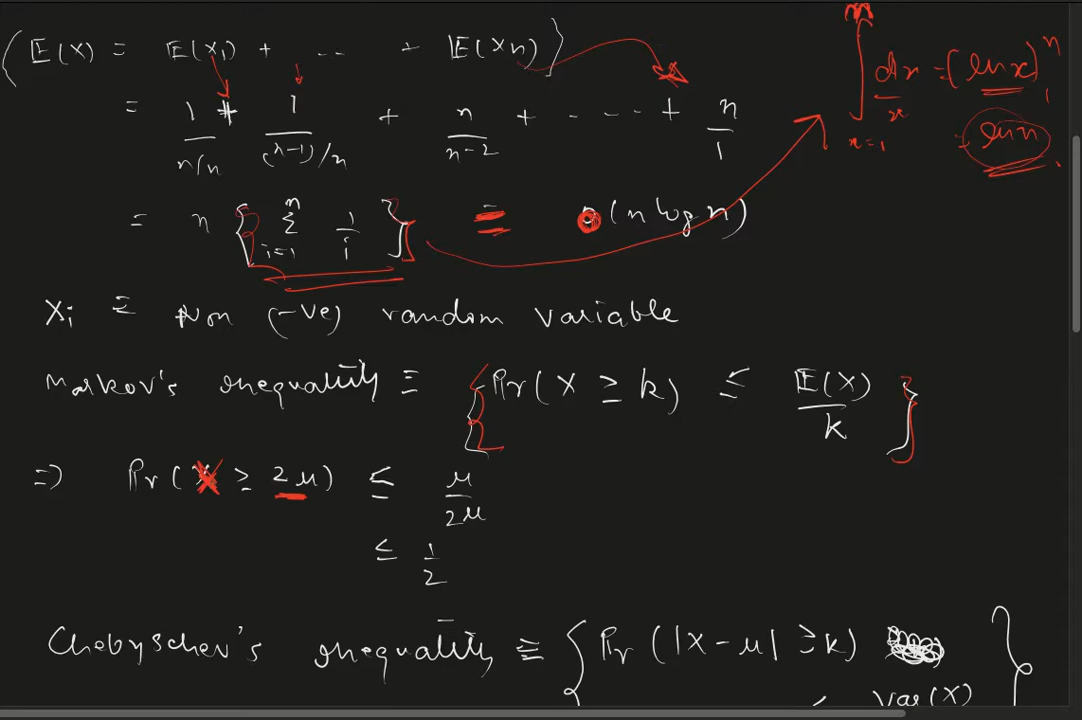 (E(X) = E(X1) + -- + E(Xn))
= 1/(n/n) + 1/((n-1)/n) + n/(n-2) + - - - - + n/1
= n { Σ_{i=1}^{n} 1/i } = O(n log n)
∫_{x=1}^{n} dx/x = (ln x)_1^n
= ln n
Xi ≡ Non (-ve) random variable
Markov's inequality ≡ { Pr(X ≥ k) ≤ E(X)/k }
=> Pr(X ≥ 2μ) ≤ μ/2μ
≤ 1/2
Chebyschev's inequality ≡ { Pr(|X-μ| ≥ k)
Var(X) }